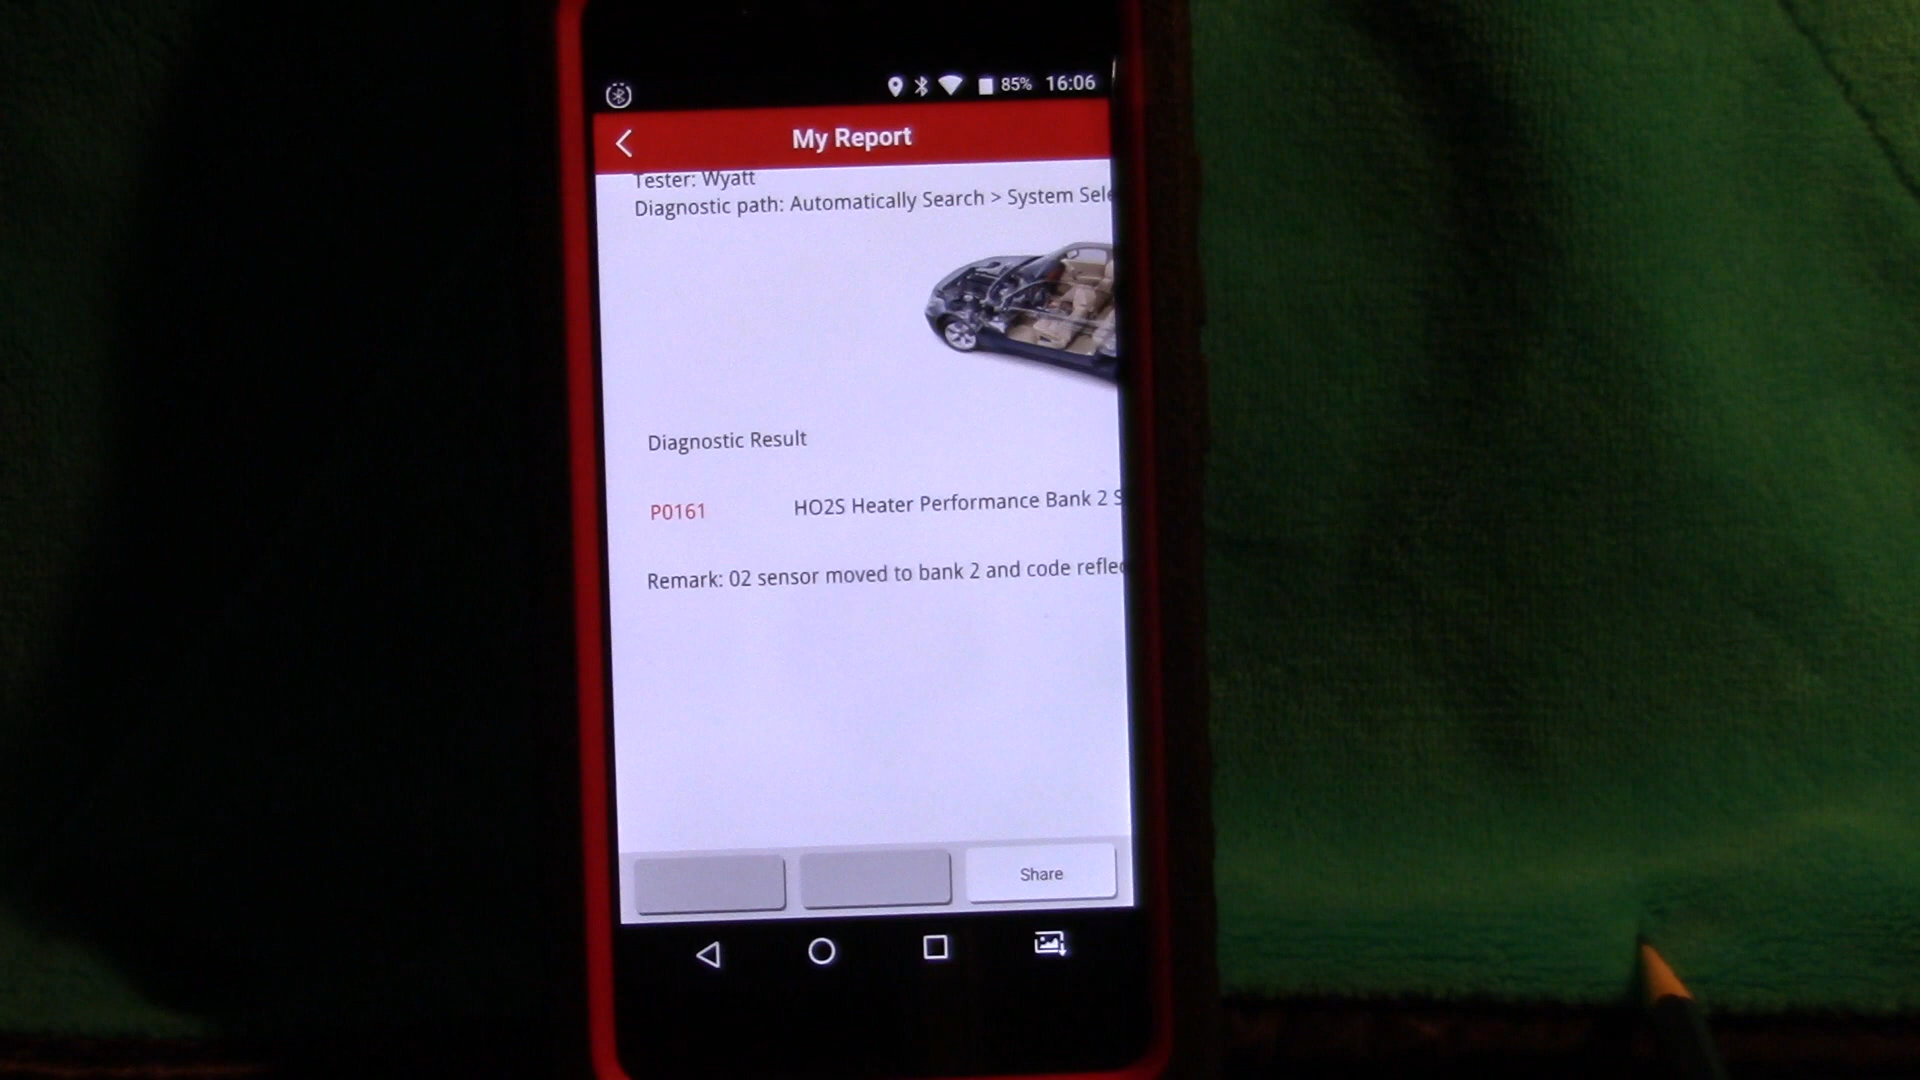 85% 16:06
My Report
Tester: Wyatt
Diagnostic path: Automatically Search > System Sele
Diagnostic Result
P0161 HO2S Heater Performance Bank 2 S
Remark: 02 sensor moved to bank 2 and code reflec
Share